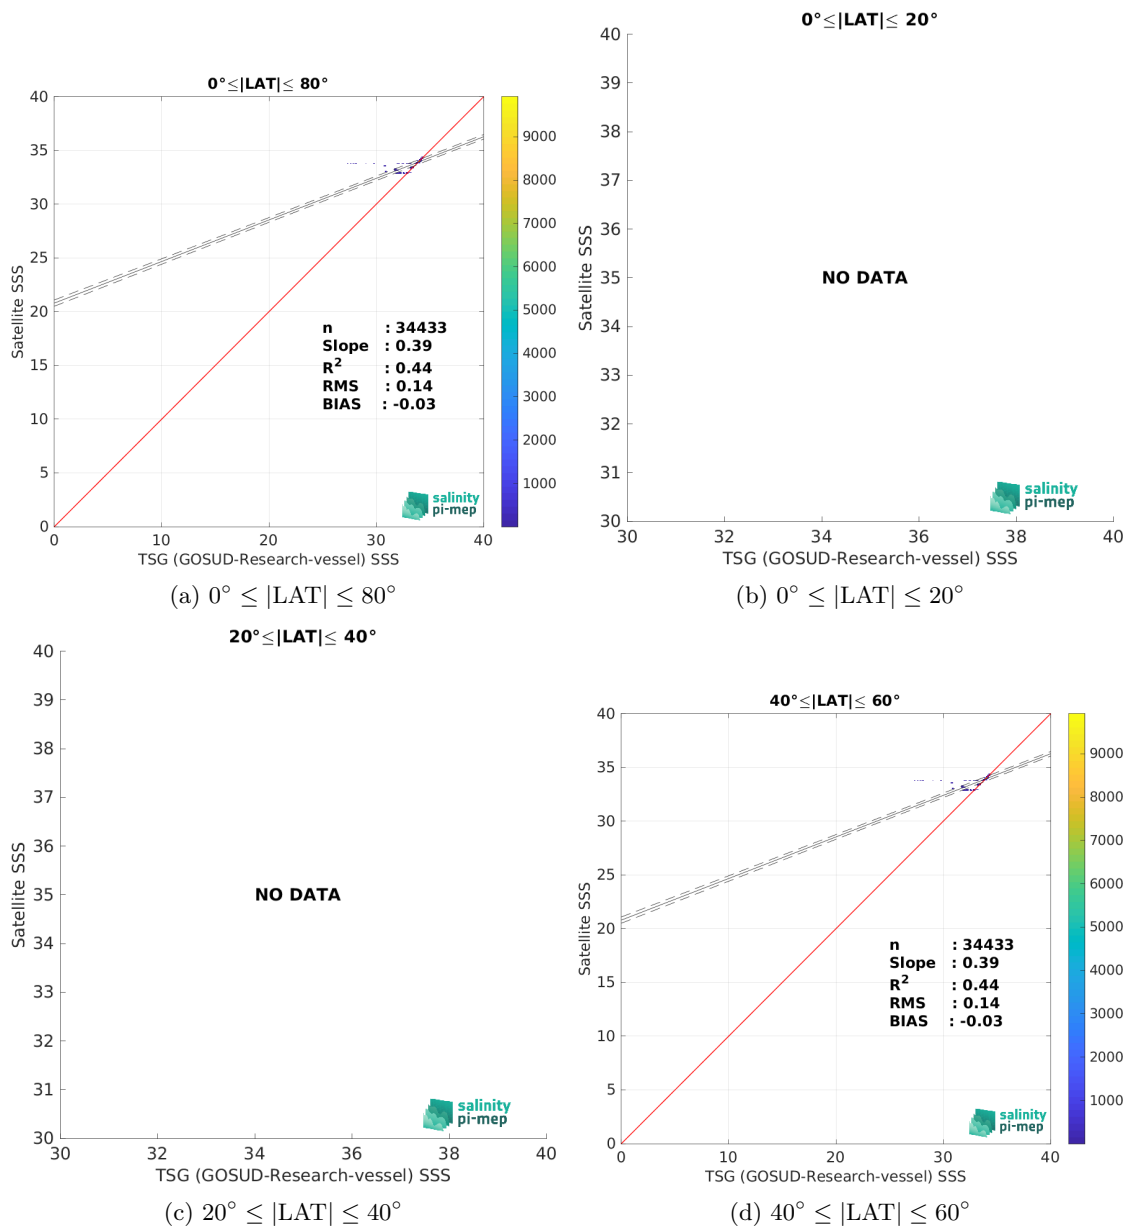 0°≤|LAT|≤ 80°
40
35
30
25
20
15
10
5
0
0
10
20
30
40
Satellite SSS
TSG (GOSUD-Research-vessel) SSS
n : 34433
Slope : 0.39
R² : 0.44
RMS : 0.14
BIAS : -0.03
salinity
pi-mep
9000
8000
7000
6000
5000
4000
3000
2000
1000
(a) 0° ≤ |LAT| ≤ 80°
0°≤|LAT|≤ 20°
40
39
38
37
36
35
34
33
32
31
30
30
32
34
36
38
40
Satellite SSS
NO DATA
salinity
pi-mep
TSG (GOSUD-Research-vessel) SSS
(b) 0° ≤ |LAT| ≤ 20°
20°≤|LAT|≤ 40°
40
39
38
37
36
35
34
33
32
31
30
30
32
34
36
38
40
Satellite SSS
NO DATA
salinity
pi-mep
TSG (GOSUD-Research-vessel) SSS
(c) 20° ≤ |LAT| ≤ 40°
40°≤|LAT|≤ 60°
40
35
30
25
20
15
10
5
0
0
10
20
30
40
Satellite SSS
TSG (GOSUD-Research-vessel) SSS
n : 34433
Slope : 0.39
R² : 0.44
RMS : 0.14
BIAS : -0.03
salinity
pi-mep
9000
8000
7000
6000
5000
4000
3000
2000
1000
(d) 40° ≤ |LAT| ≤ 60°